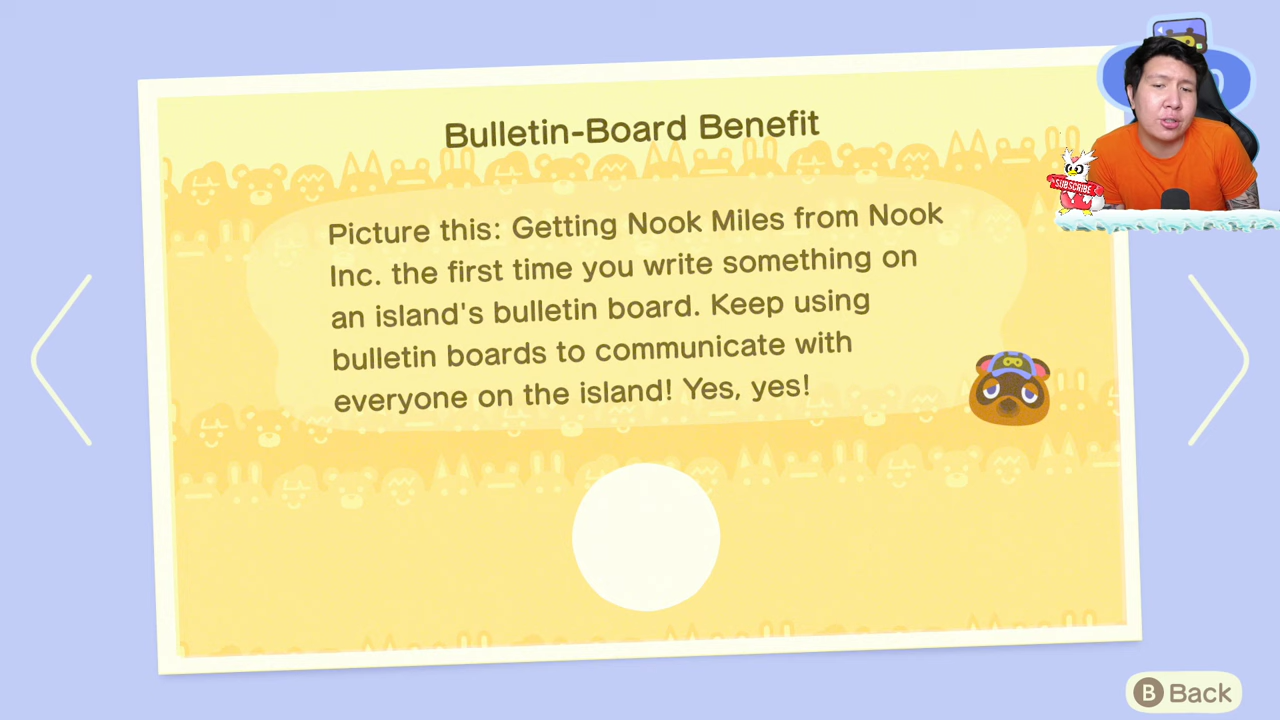 Bulletin-Board Benefit
Picture this: Getting Nook Miles from Nook
Inc. the first time you write something on
an island's bulletin board. Keep using
bulletin boards to communicate with
everyone on the island! Yes, yes!
SUBSCRIBE
B Back